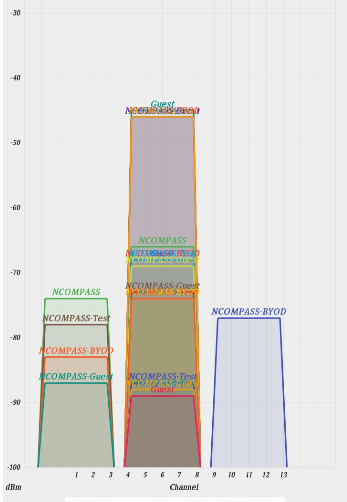 -30
-40
Guest
NCOMPASS-BYOD
-50
-60
NCOMPASS
-70
NCOMPASS-Guest
NCOMPASS
NCOMPASS-BYOD
NCOMPASS-Test
-80
NCOMPASS-BYOD
NCOMPASS-Guest
NCOMPASS-Test
Guest
-90
-100
1 2 3 4 5 6 7 8 9 10 11 12 13
dBm Channel